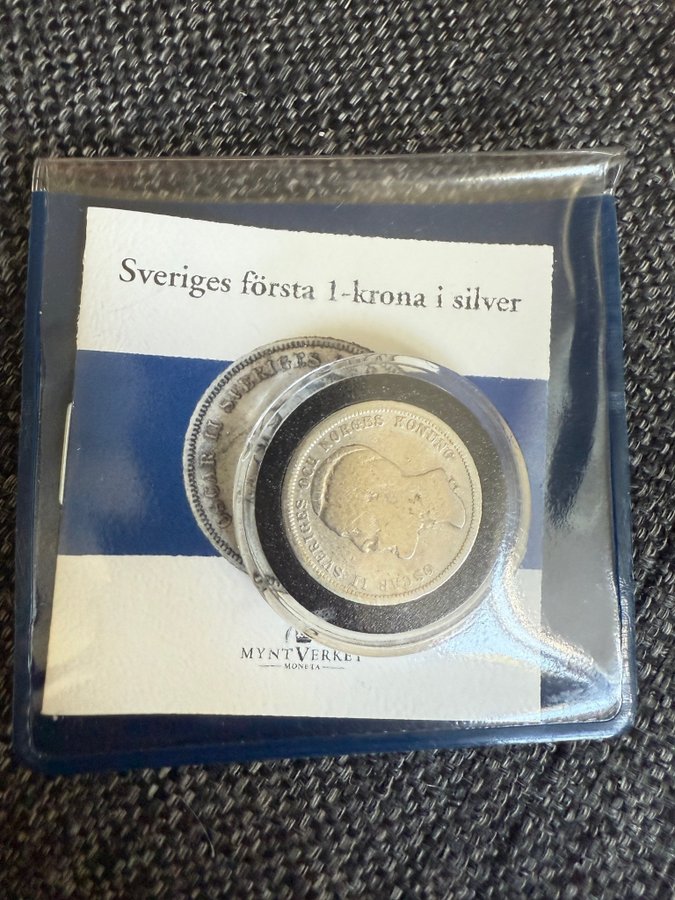 Sveriges första 1-krona i silver
OSCAR II SVERIGES
OSCAR II SVERIGES OCH NORGES KONUNG
MYNTVERKET
MONETA